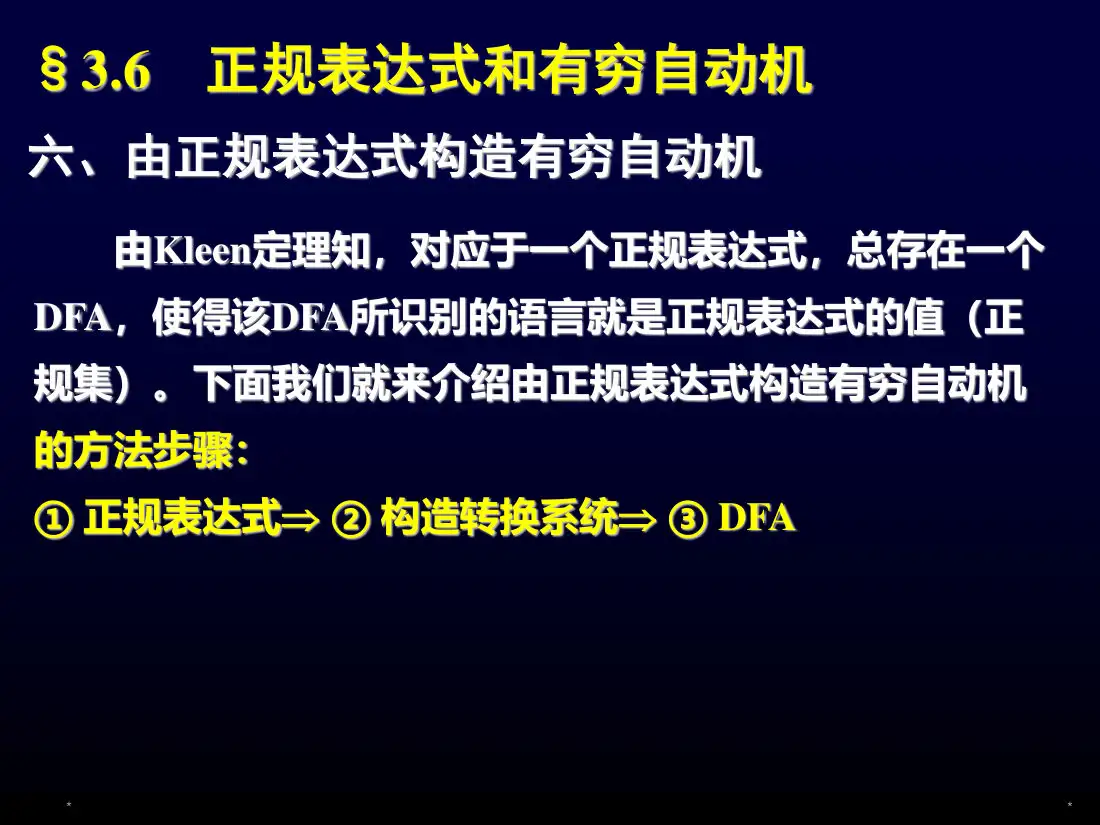 §3.6 正规表达式和有穷自动机
六、由正规表达式构造有穷自动机
由Kleen定理知，对应于一个正规表达式，总存在一个
DFA，使得该DFA所识别的语言就是正规表达式的值（正
规集）。下面我们就来介绍由正规表达式构造有穷自动机
的方法步骤：
① 正规表达式⇒ ② 构造转换系统⇒ ③ DFA
* *